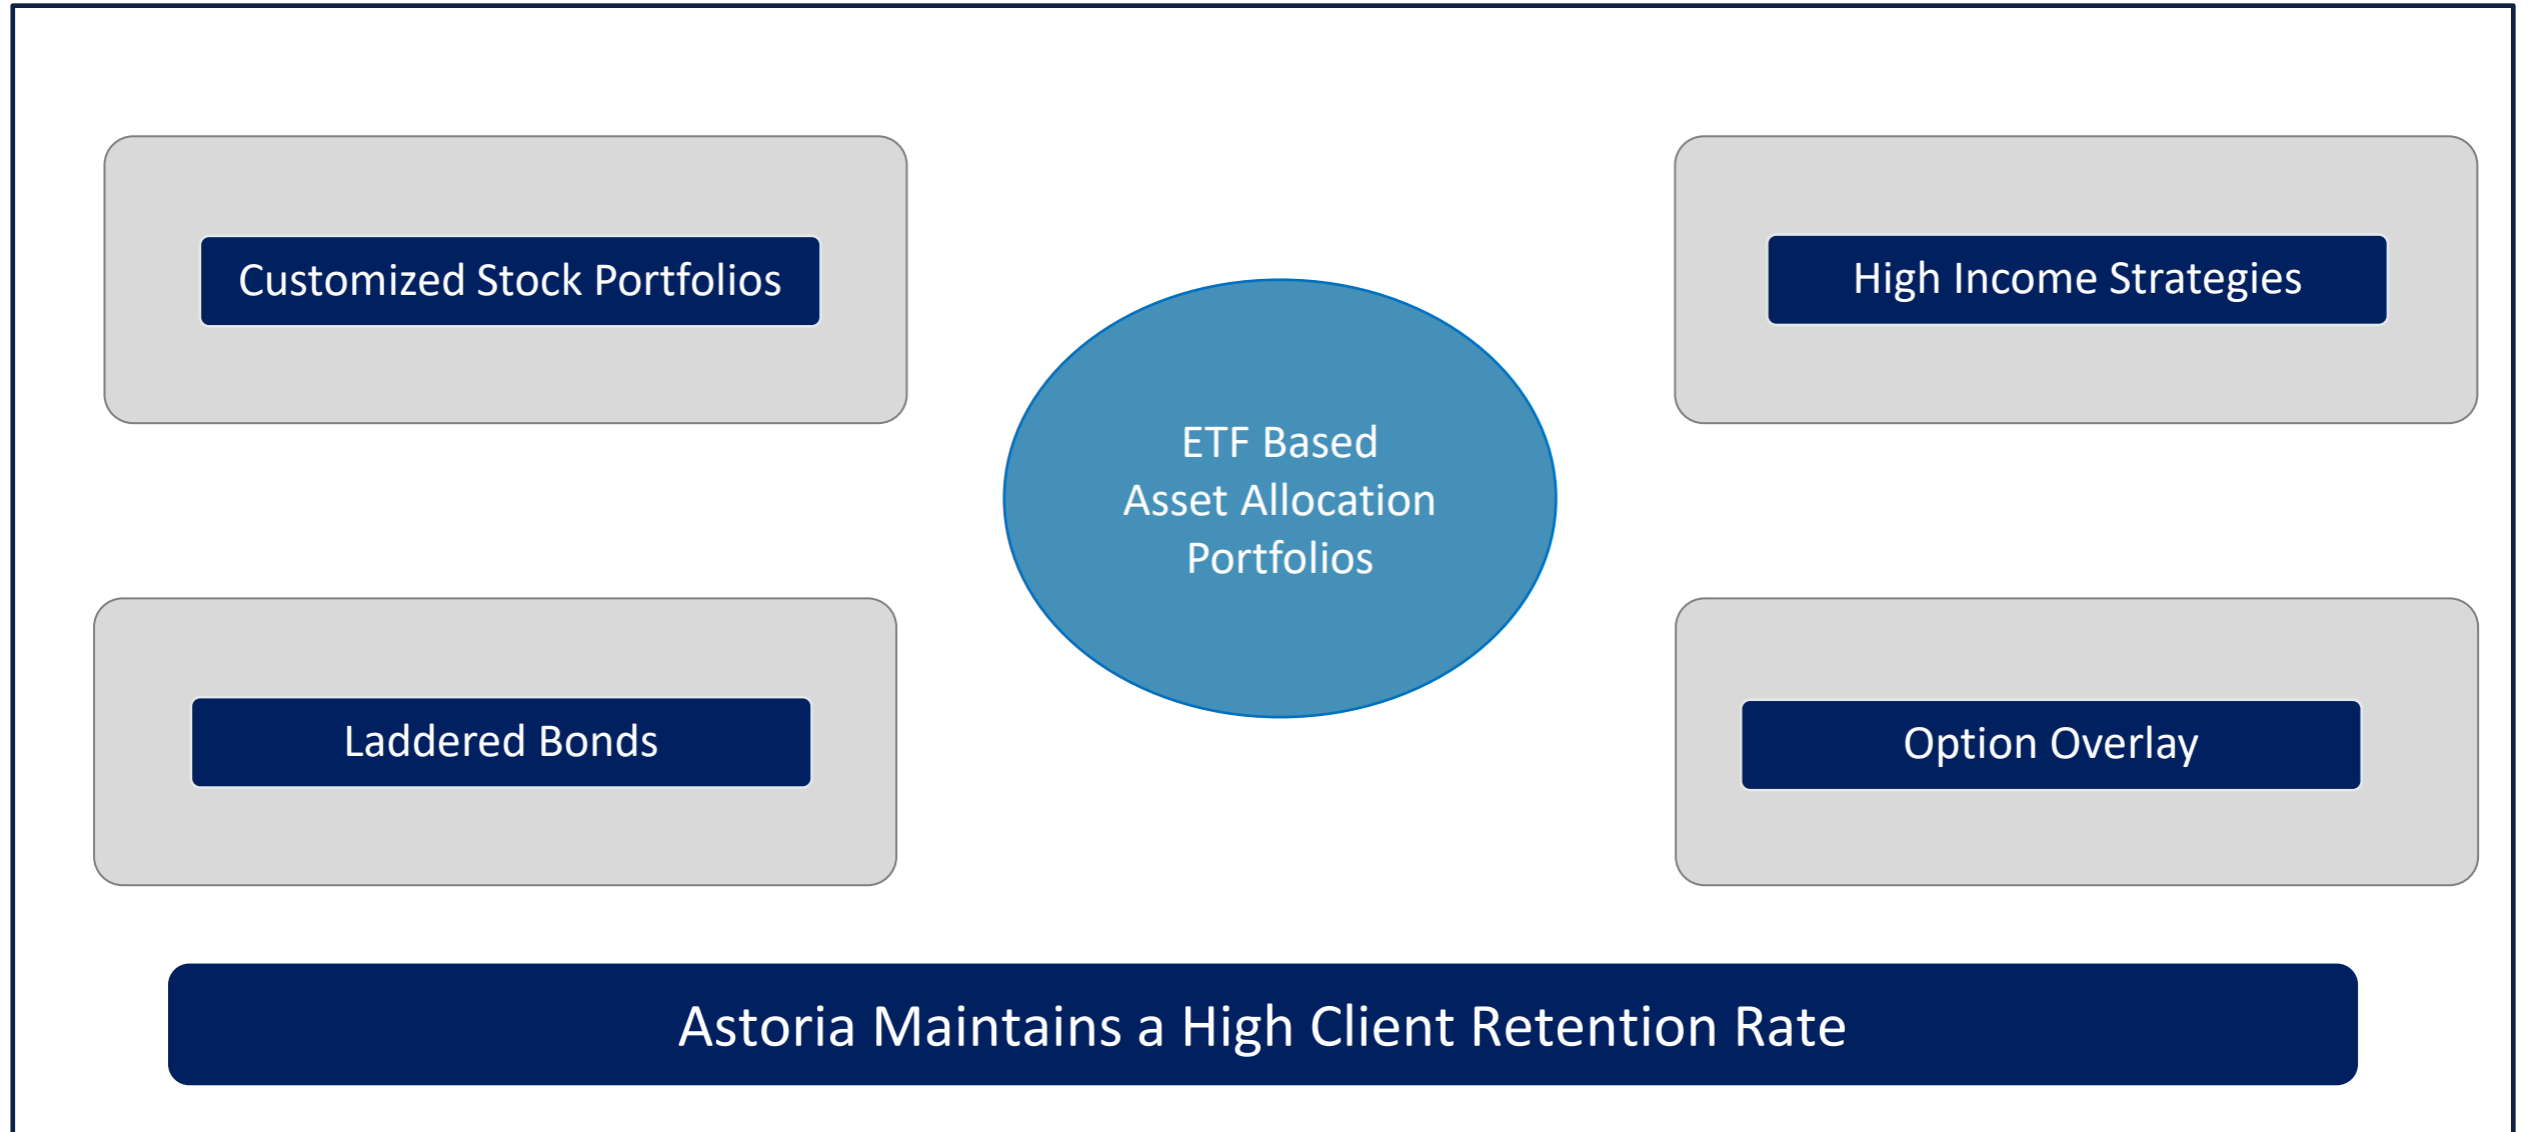 Customized Stock Portfolios
High Income Strategies
ETF Based
Asset Allocation
Portfolios
Laddered Bonds
Option Overlay
Astoria Maintains a High Client Retention Rate